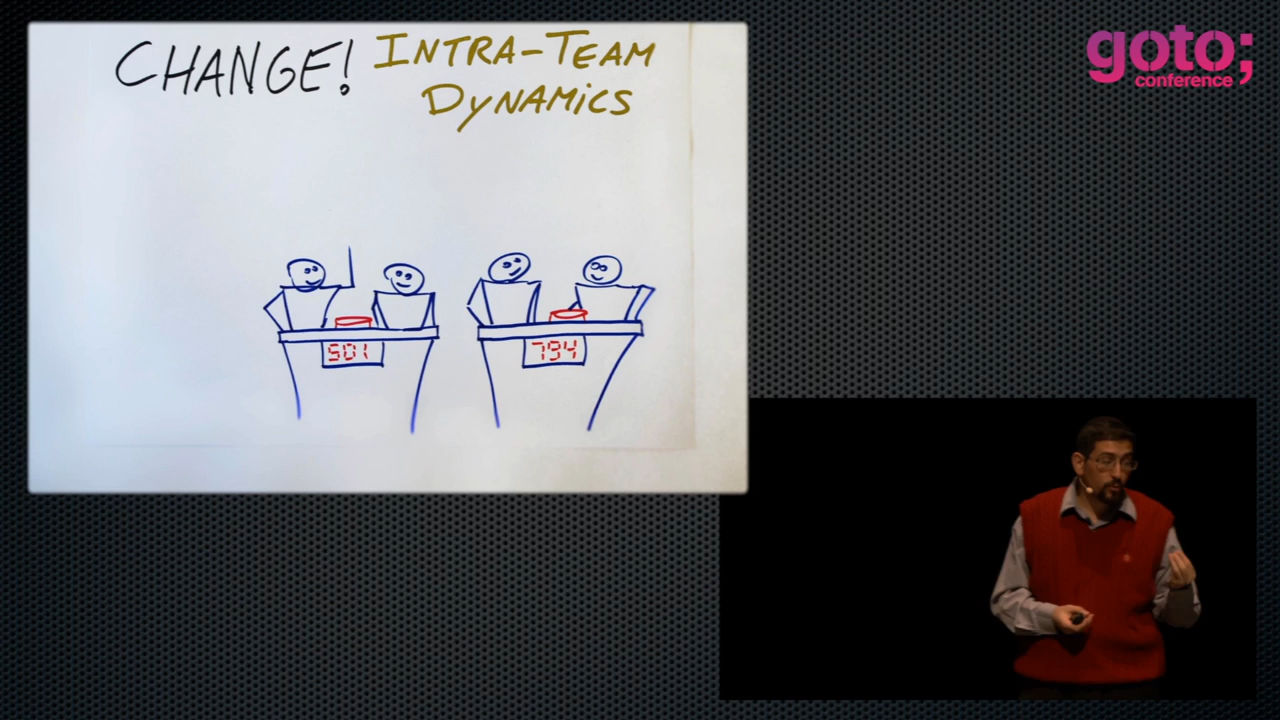 CHANGE! INTRA-TEAM
DYNAMICS
501
794
goto;
conference